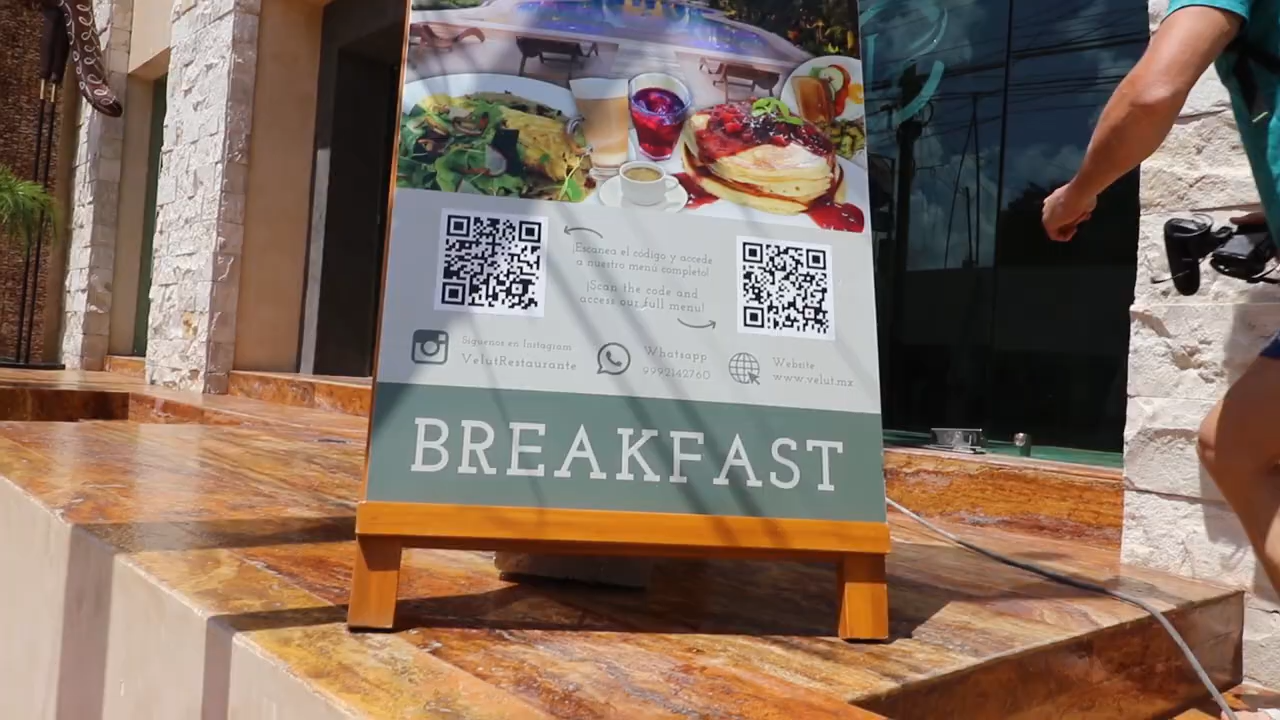 ¡Escanea el código y accede
a nuestro menú completo!
¡Scan the code and
access our full menu!
Síguenos en Instagram
VelutRestaurante
Whatsapp
9992142760
Website
www.velut.mx
BREAKFAST